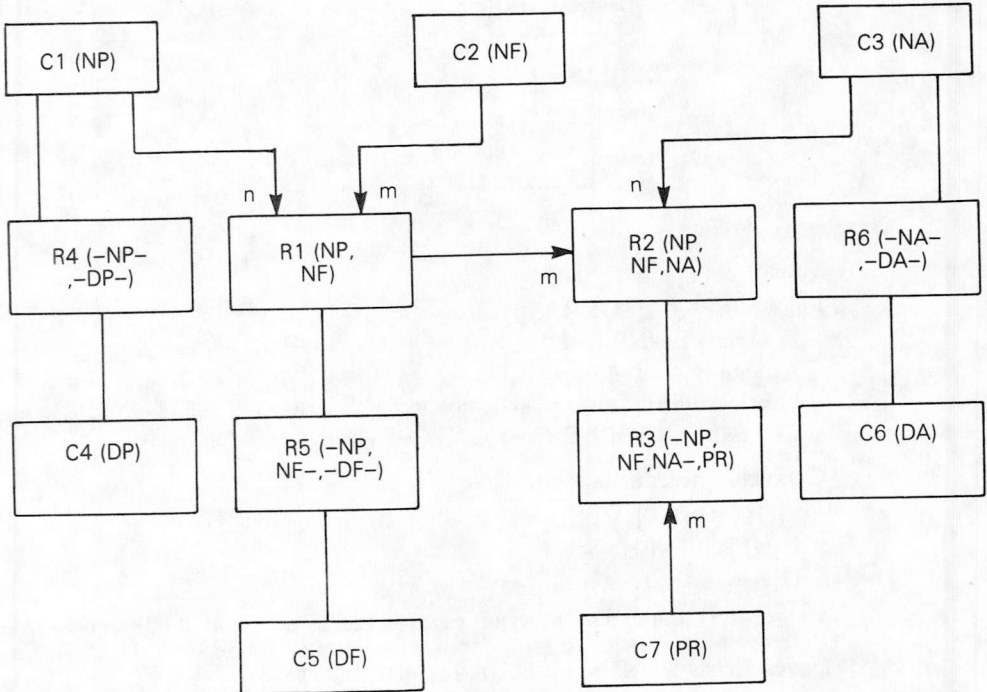 C1 (NP)
C2 (NF)
C3 (NA)
n
m
n
R4 (–NP–
,–DP–)
R1 (NP,
NF)
m
R2 (NP,
NF,NA)
R6 (–NA–
,–DA–)
C4 (DP)
R5 (–NP,
NF–,–DF–)
R3 (–NP,
NF,NA–,PR)
C6 (DA)
m
C5 (DF)
C7 (PR)